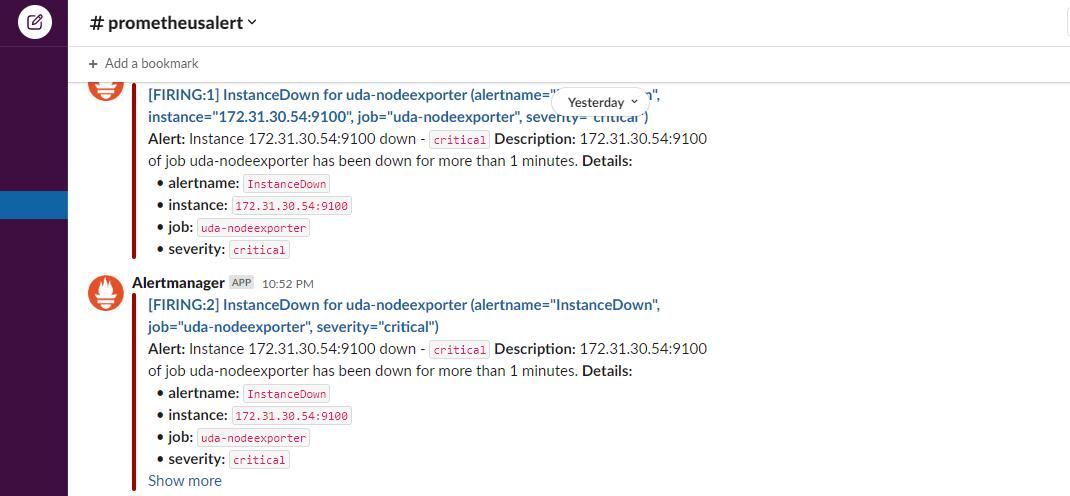 # prometheusalert
+ Add a bookmark
Yesterday
[FIRING:1] InstanceDown for uda-nodeexporter (alertname="
instance="172.31.30.54:9100", job="uda-nodeexporter", severity="critical")
Alert: Instance 172.31.30.54:9100 down - critical Description: 172.31.30.54:9100
of job uda-nodeexporter has been down for more than 1 minutes. Details:
• alertname: InstanceDown
• instance: 172.31.30.54:9100
• job: uda-nodeexporter
• severity: critical
Alertmanager APP 10:52 PM
[FIRING:2] InstanceDown for uda-nodeexporter (alertname="InstanceDown",
job="uda-nodeexporter", severity="critical")
Alert: Instance 172.31.30.54:9100 down - critical Description: 172.31.30.54:9100
of job uda-nodeexporter has been down for more than 1 minutes. Details:
• alertname: InstanceDown
• instance: 172.31.30.54:9100
• job: uda-nodeexporter
• severity: critical
Show more